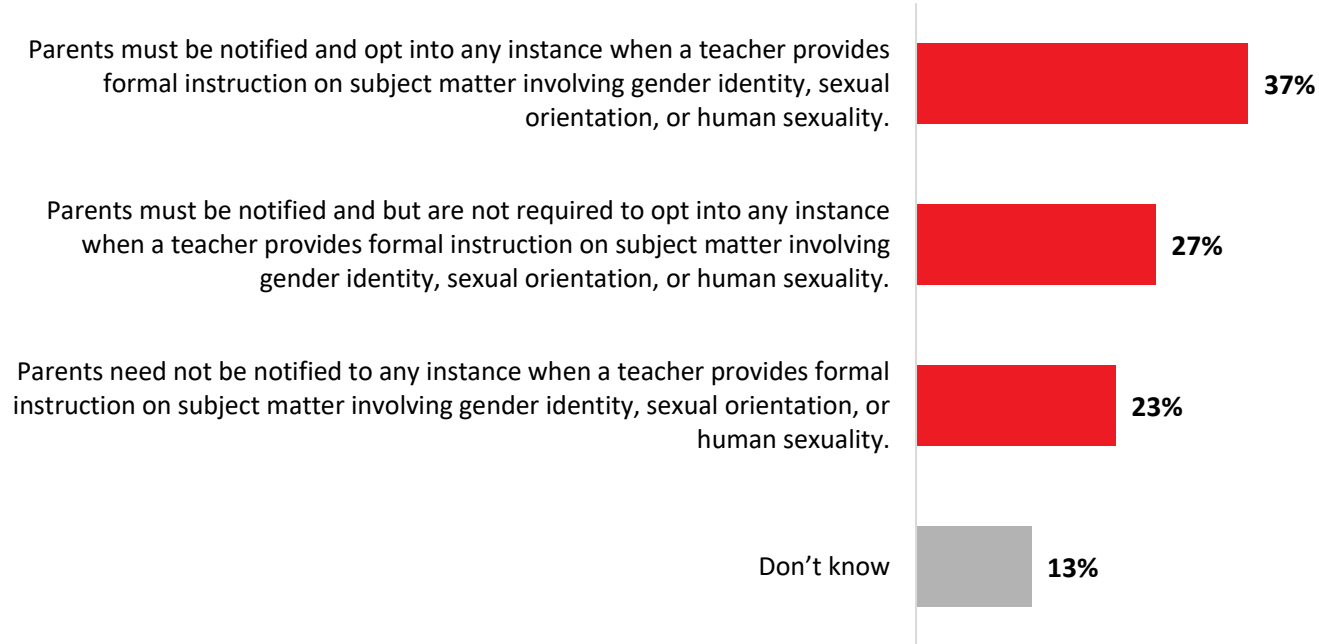 Parents must be notified and opt into any instance when a teacher provides
formal instruction on subject matter involving gender identity, sexual
orientation, or human sexuality.
37%
Parents must be notified and but are not required to opt into any instance
when a teacher provides formal instruction on subject matter involving
gender identity, sexual orientation, or human sexuality.
27%
Parents need not be notified to any instance when a teacher provides formal
instruction on subject matter involving gender identity, sexual orientation, or
human sexuality.
23%
Don’t know
13%